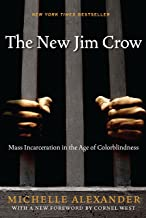 NEW YORK TIMES BESTSELLER
The New Jim Crow
Mass Incarceration in the Age of Colorblindness
MICHELLE ALEXANDER
WITH A NEW FOREWORD BY CORNEL WEST